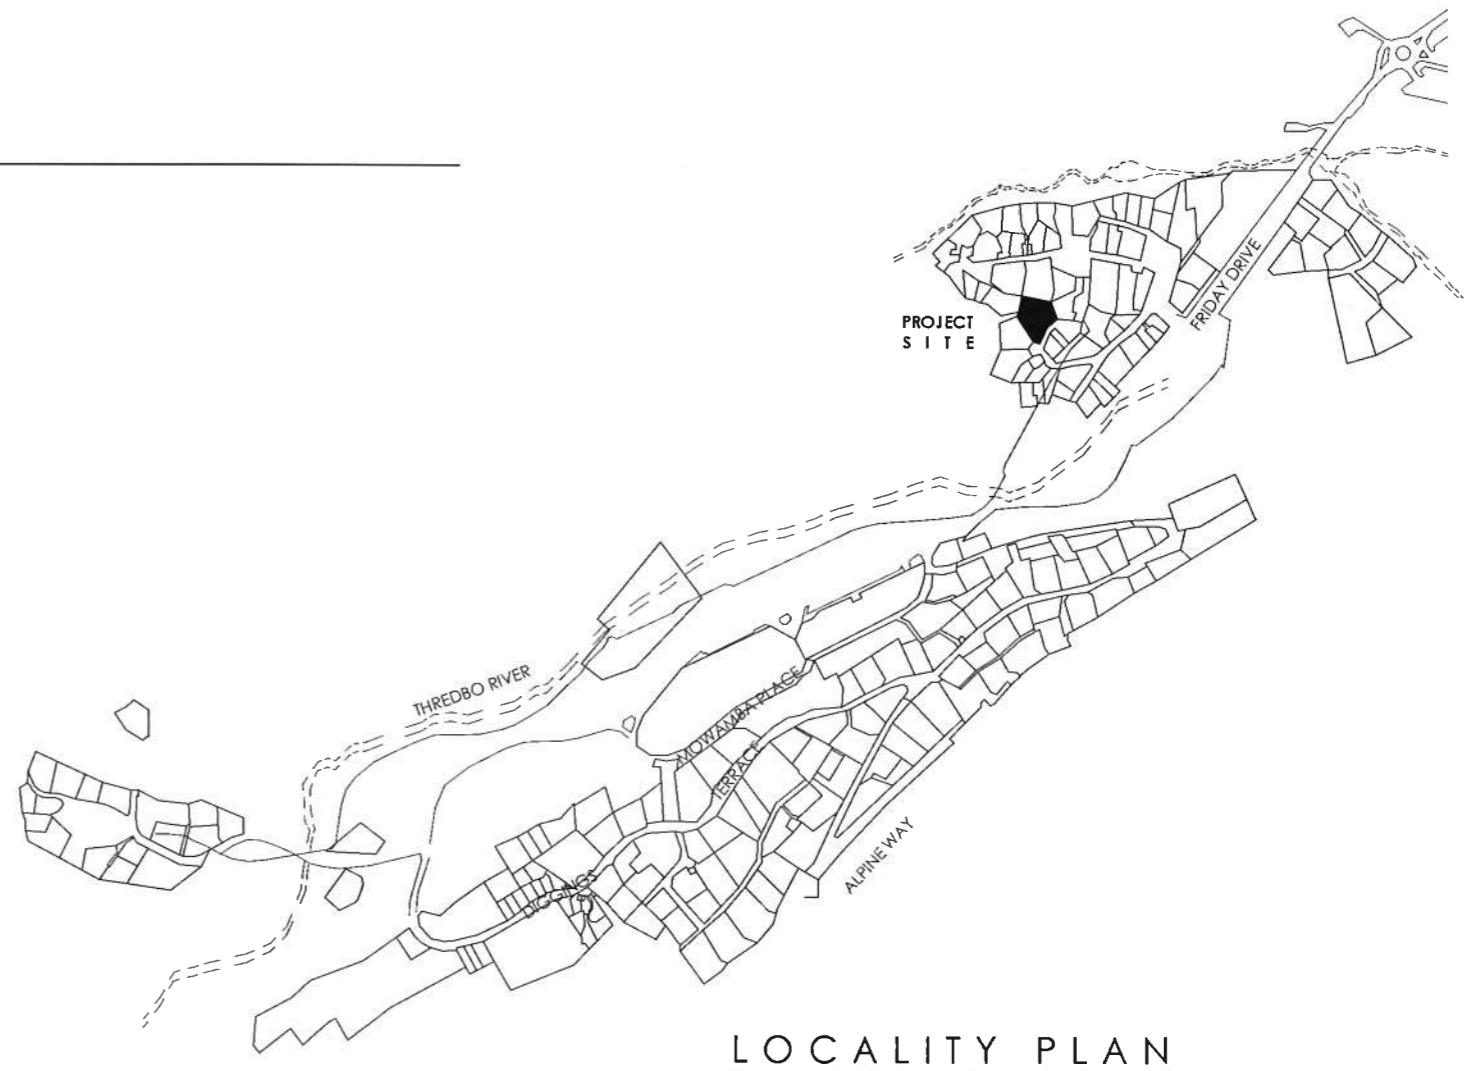 FRIDAY DRIVE
PROJECT
SITE
THREDBO RIVER
MOWAMBA PLACE
TERRACE
ALPINE WAY
DIGGINGS
LOCALITY PLAN